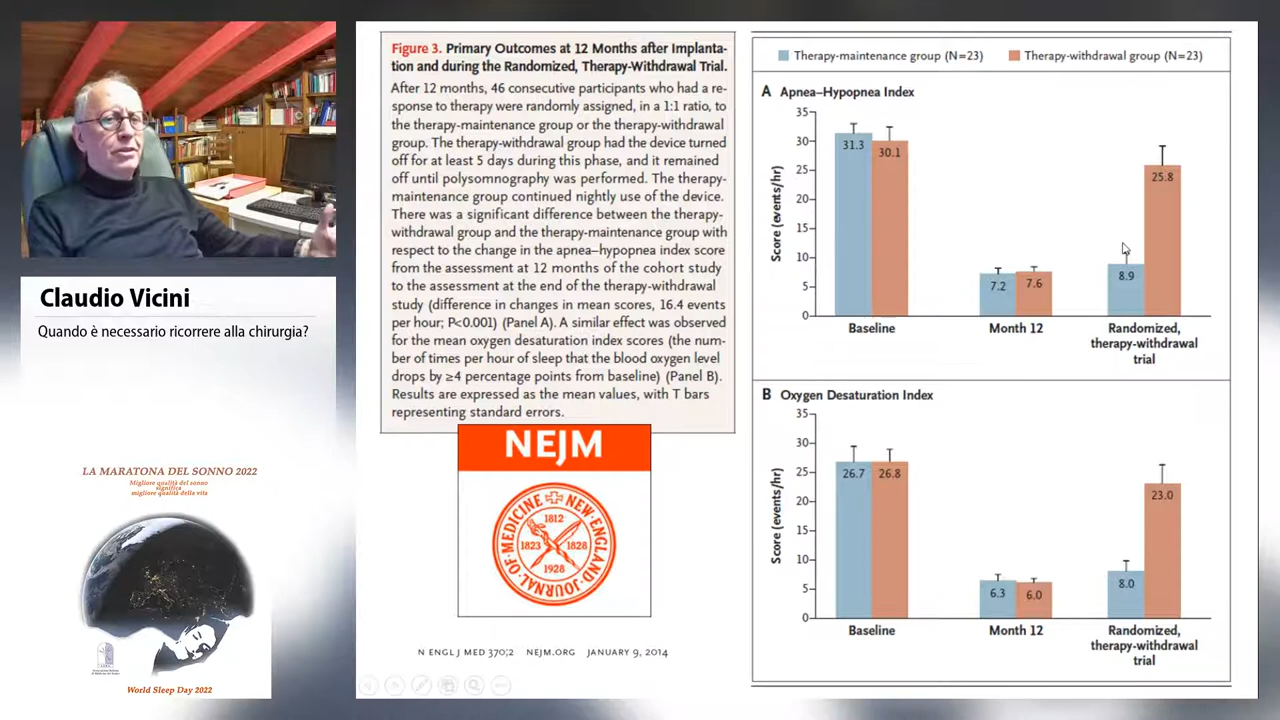 Claudio Vicini
Quando è necessario ricorrere alla chirurgia?
LA MARATONA DEL SONNO 2022
Migliore qualità del sonno
significa
migliore qualità della vita
World Sleep Day 2022
Figure 3. Primary Outcomes at 12 Months after Implanta-
tion and during the Randomized, Therapy-Withdrawal Trial.
After 12 months, 46 consecutive participants who had a re-
sponse to therapy were randomly assigned, in a 1:1 ratio, to
the therapy-maintenance group or the therapy-withdrawal
group. The therapy-withdrawal group had the device turned
off for at least 5 days during this phase, and it remained
off until polysomnography was performed. The therapy-
maintenance group continued nightly use of the device.
There was a significant difference between the therapy-
withdrawal group and the therapy-maintenance group with
respect to the change in the apnea–hypopnea index score
from the assessment at 12 months of the cohort study
to the assessment at the end of the therapy-withdrawal
study (difference in changes in mean scores, 16.4 events
per hour; P<0.001) (Panel A). A similar effect was observed
for the mean oxygen desaturation index scores (the num-
ber of times per hour of sleep that the blood oxygen level
drops by ≥4 percentage points from baseline) (Panel B).
Results are expressed as the mean values, with T bars
representing standard errors.
NEJM
NEW ENGLAND JOURNAL OF MEDICINE
1812
1823 1828
1928
N ENGL J MED 370;2 NEJM.ORG JANUARY 9, 2014
Therapy-maintenance group (N=23) Therapy-withdrawal group (N=23)
A Apnea–Hypopnea Index
Score (events/hr)
35
30
25
20
15
10
5
0
31.3 30.1
7.2 7.6
8.9 25.8
Baseline Month 12 Randomized,
therapy-withdrawal
trial
B Oxygen Desaturation Index
Score (events/hr)
35
30
25
20
15
10
5
0
26.7 26.8
6.3 6.0
8.0 23.0
Baseline Month 12 Randomized,
therapy-withdrawal
trial